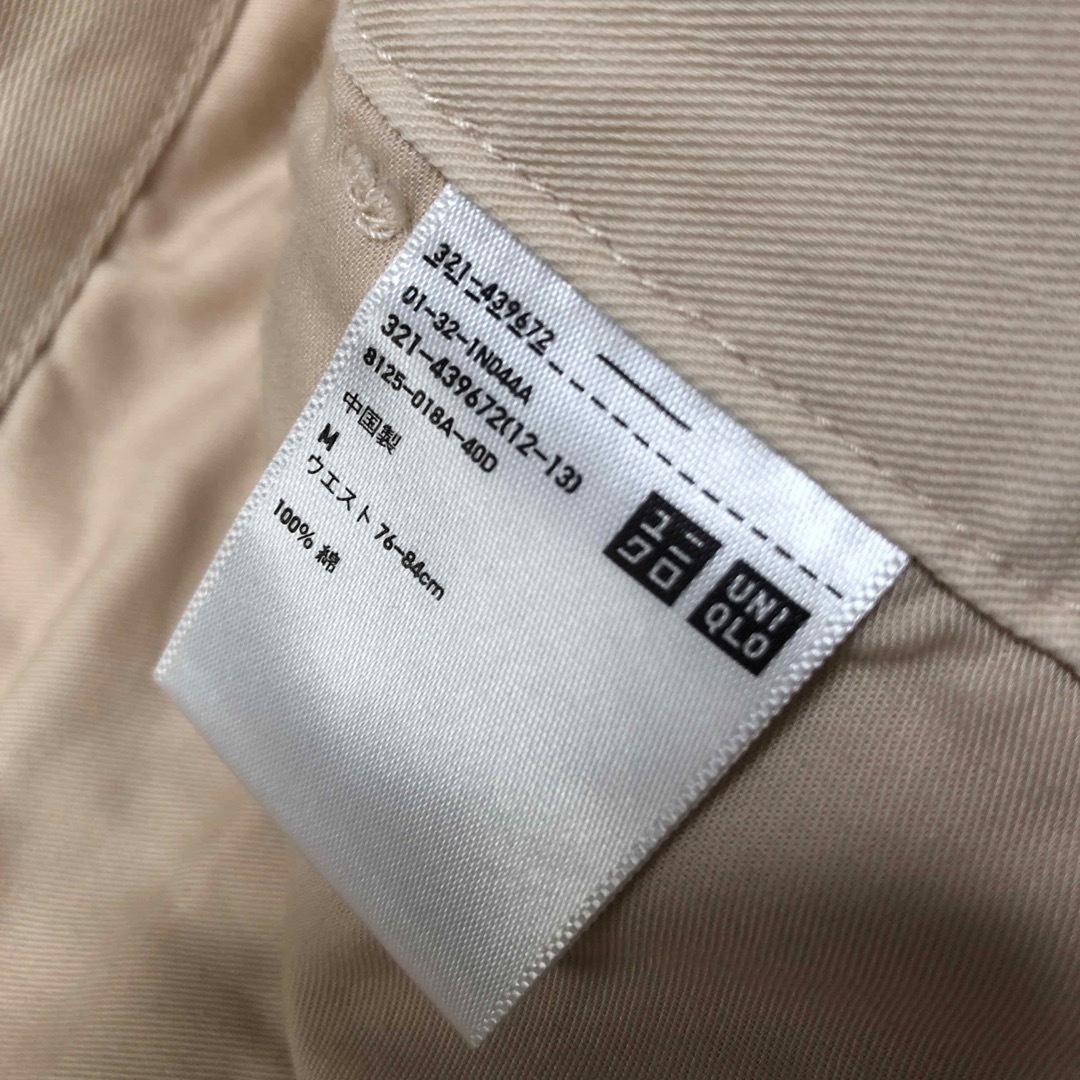 321-439672
01-32-1ND44A
321-439672(12-13)
8125-018A-40D
中国製
M
ウエスト 76-84cm
100% 綿
ユニ
クロ
UNI
QLO